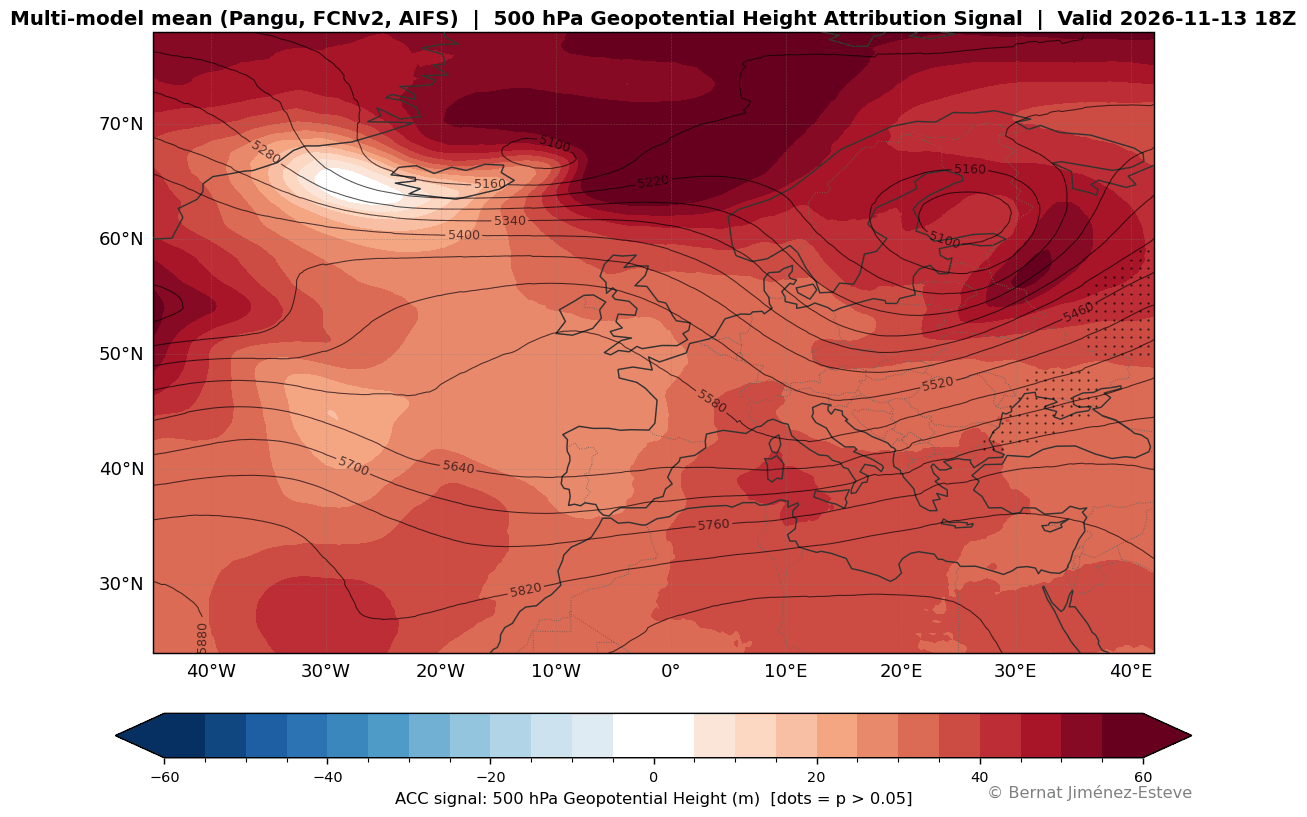 Multi-model mean (Pangu, FCNv2, AIFS) | 500 hPa Geopotential Height Attribution Signal | Valid 2026-11-13 18Z
70°N
60°N
50°N
40°N
30°N
5280
5100
5160
5220
5340
5400
5160
5100
5460
5520
5580
5700
5640
5760
5820
5880
40°W
30°W
20°W
10°W
0°
10°E
20°E
30°E
40°E
−60
−40
−20
0
20
40
60
ACC signal: 500 hPa Geopotential Height (m) [dots = p > 0.05]
© Bernat Jiménez-Esteve